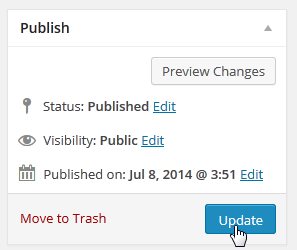 Publish
Preview Changes
Status: Published Edit
Visibility: Public Edit
Published on: Jul 8, 2014 @ 3:51 Edit
Move to Trash
Update